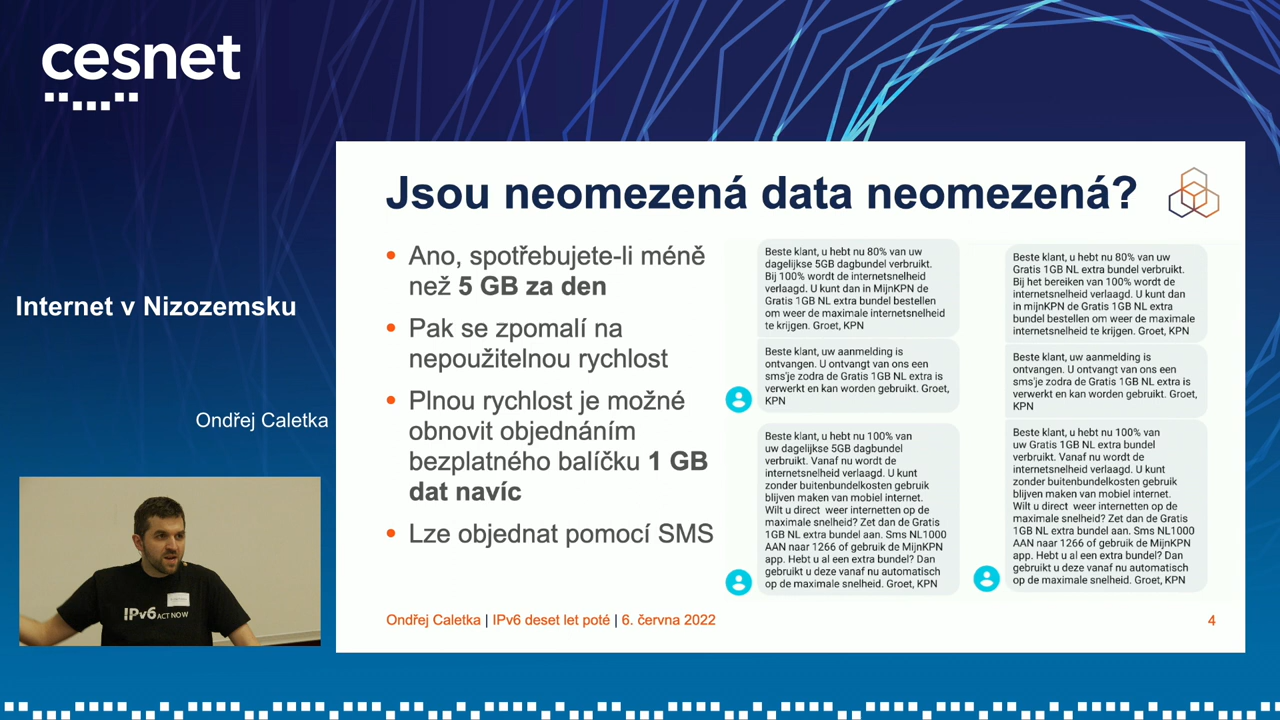 cesnet
Jsou neomezená data neomezená?
Internet v Nizozemsku
Ondřej Caletka
IPv6 ACT NOW
• Ano, spotřebujete-li méně
než 5 GB za den
• Pak se zpomalí na
nepoužitelnou rychlost
• Plnou rychlost je možné
obnovit objednáním
bezplatného balíčku 1 GB
dat navíc
• Lze objednat pomocí SMS
Beste klant, u hebt nu 80% van uw
dagelijkse 5GB dagbundel verbruikt.
Bij 100% wordt de internetsnelheid
verlaagd. U kunt dan in MijnKPN de
Gratis 1GB NL extra bundel bestellen
om weer de maximale internetsnelheid
te krijgen. Groet, KPN
Beste klant, uw aanmelding is
ontvangen. U ontvangt van ons een
sms'je zodra de Gratis 1GB NL extra is
verwerkt en kan worden gebruikt. Groet,
KPN
Beste klant, u hebt nu 100% van
uw dagelijkse 5GB dagbundel
verbruikt. Vanaf nu wordt de
internetsnelheid verlaagd. U kunt
zonder buitenbundelkosten gebruik
blijven maken van mobiel internet.
Wilt u direct weer internetten op de
maximale snelheid? Zet dan de Gratis
1GB NL extra bundel aan. Sms NL1000
AAN naar 1266 of gebruik de MijnKPN
app. Hebt u al een extra bundel? Dan
gebruikt u deze vanaf nu automatisch
op de maximale snelheid. Groet, KPN
Beste klant, u hebt nu 80% van uw
Gratis 1GB NL extra bundel verbruikt.
Bij het bereiken van 100% wordt de
internetsnelheid verlaagd. U kunt dan
in mijnKPN de Gratis 1GB NL extra
bundel bestellen om weer de maximale
internetsnelheid te krijgen. Groet, KPN
Beste klant, uw aanmelding is
ontvangen. U ontvangt van ons een
sms'je zodra de Gratis 1GB NL extra is
verwerkt en kan worden gebruikt. Groet,
KPN
Beste klant, u hebt nu 100% van
uw Gratis 1GB NL extra bundel
verbruikt. Vanaf nu wordt de
internetsnelheid verlaagd. U kunt
zonder buitenbundelkosten gebruik
blijven maken van mobiel internet.
Wilt u direct weer internetten op de
maximale snelheid? Zet dan de Gratis
1GB NL extra bundel aan. Sms NL1000
AAN naar 1266 of gebruik de MijnKPN
app. Hebt u al een extra bundel? Dan
gebruikt u deze vanaf nu automatisch
op de maximale snelheid. Groet, KPN
Ondřej Caletka | IPv6 deset let poté | 6. června 2022
4